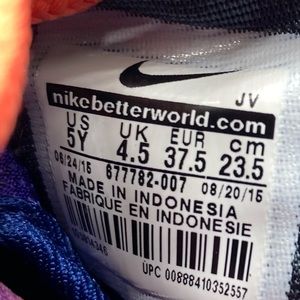 JV
nikebetterworld.com
US UK EUR cm
5Y 4.5 37.5 23.5
06/24/15 677782-007 08/20/15
MADE IN INDONESIA
FABRIQUE EN INDONESIE
UPC 00888410352557